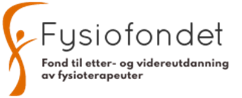 Fysiofondet
Fond til etter- og videreutdanning
av fysioterapeuter